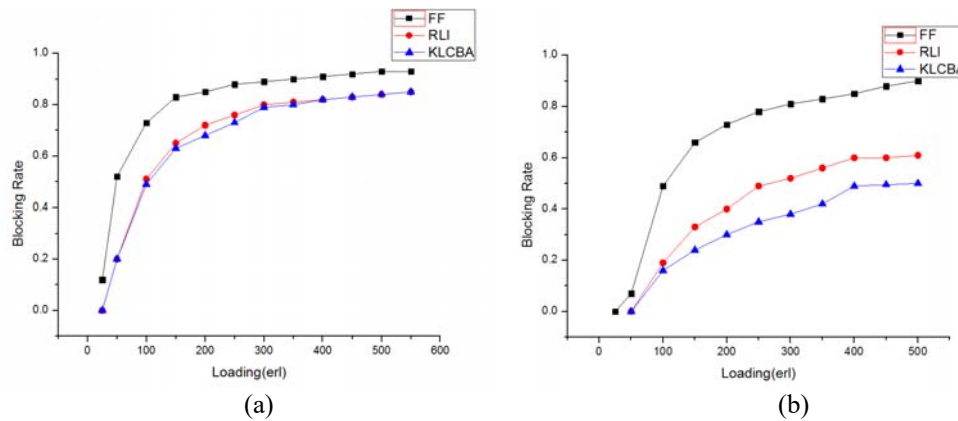 FF
RLI
KLCBA
1.0
0.8
0.6
0.4
0.2
0.0
Blocking Rate
0 100 200 300 400 500 600
Loading(erl)
(a)
FF
RLI
KLCBA
1.0
0.8
0.6
0.4
0.2
0.0
Blocking Rate
0 100 200 300 400 500
Loading(erl)
(b)